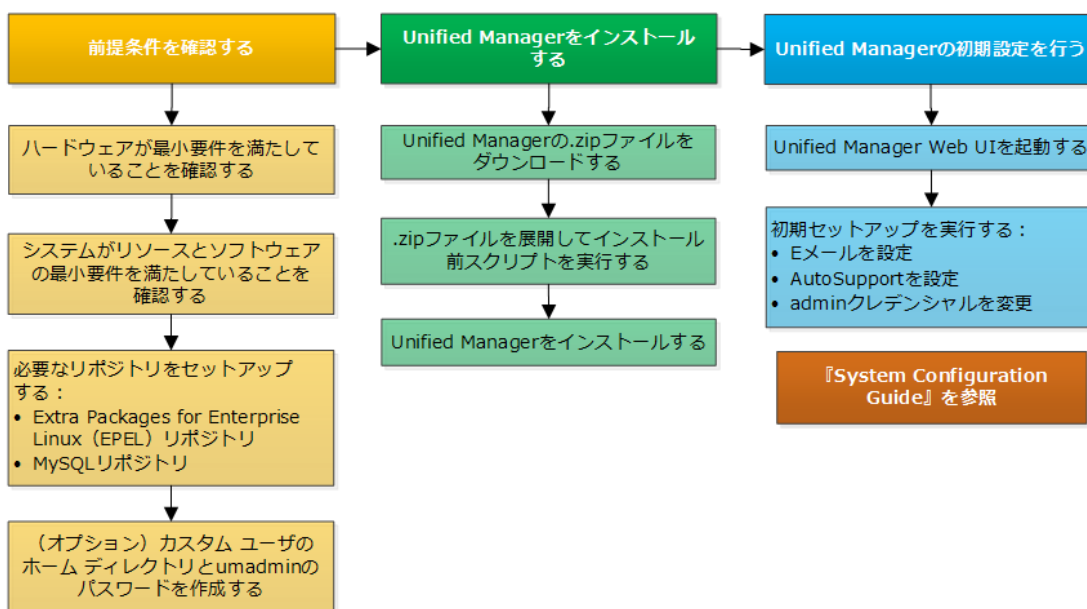 前提条件を確認する
ハードウェアが最小要件を満たして
いることを確認する
システムがリソースとソフトウェア
の最小要件を満たしていることを
確認する
必要なリポジトリをセットアップ
する：
• Extra Packages for Enterprise
Linux（EPEL）リポジトリ
• MySQLリポジトリ
（オプション）カスタム ユーザの
ホーム ディレクトリとumadminの
パスワードを作成する
Unified Managerをインストール
する
Unified Managerの.zipファイルを
ダウンロードする
.zipファイルを展開してインストール
前スクリプトを実行する
Unified Managerをインストールする
Unified Managerの初期設定を行う
Unified Manager Web UIを起動する
初期セットアップを実行する：
• Eメールを設定
• AutoSupportを設定
• adminクレデンシャルを変更
『System Configuration
Guide』を参照